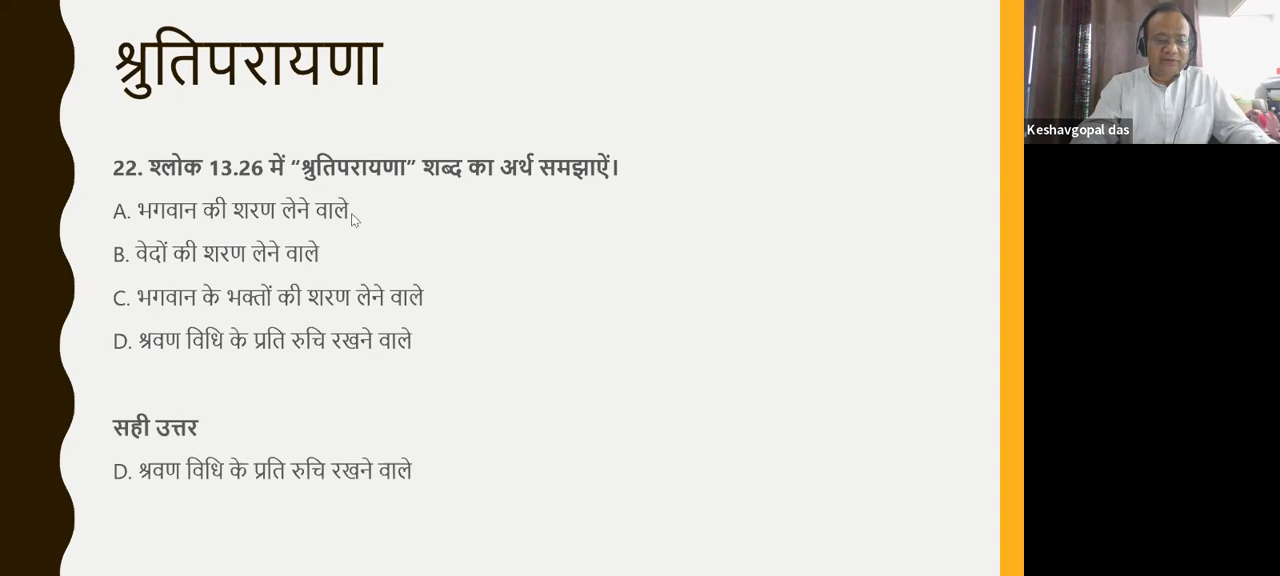 श्रुतिपरायणा
22. श्लोक 13.26 में “श्रुतिपरायणा” शब्द का अर्थ समझाऐं।
A. भगवान की शरण लेने वाले
B. वेदों की शरण लेने वाले
C. भगवान के भक्तों की शरण लेने वाले
D. श्रवण विधि के प्रति रुचि रखने वाले
सही उत्तर
D. श्रवण विधि के प्रति रुचि रखने वाले
Keshavgopal das